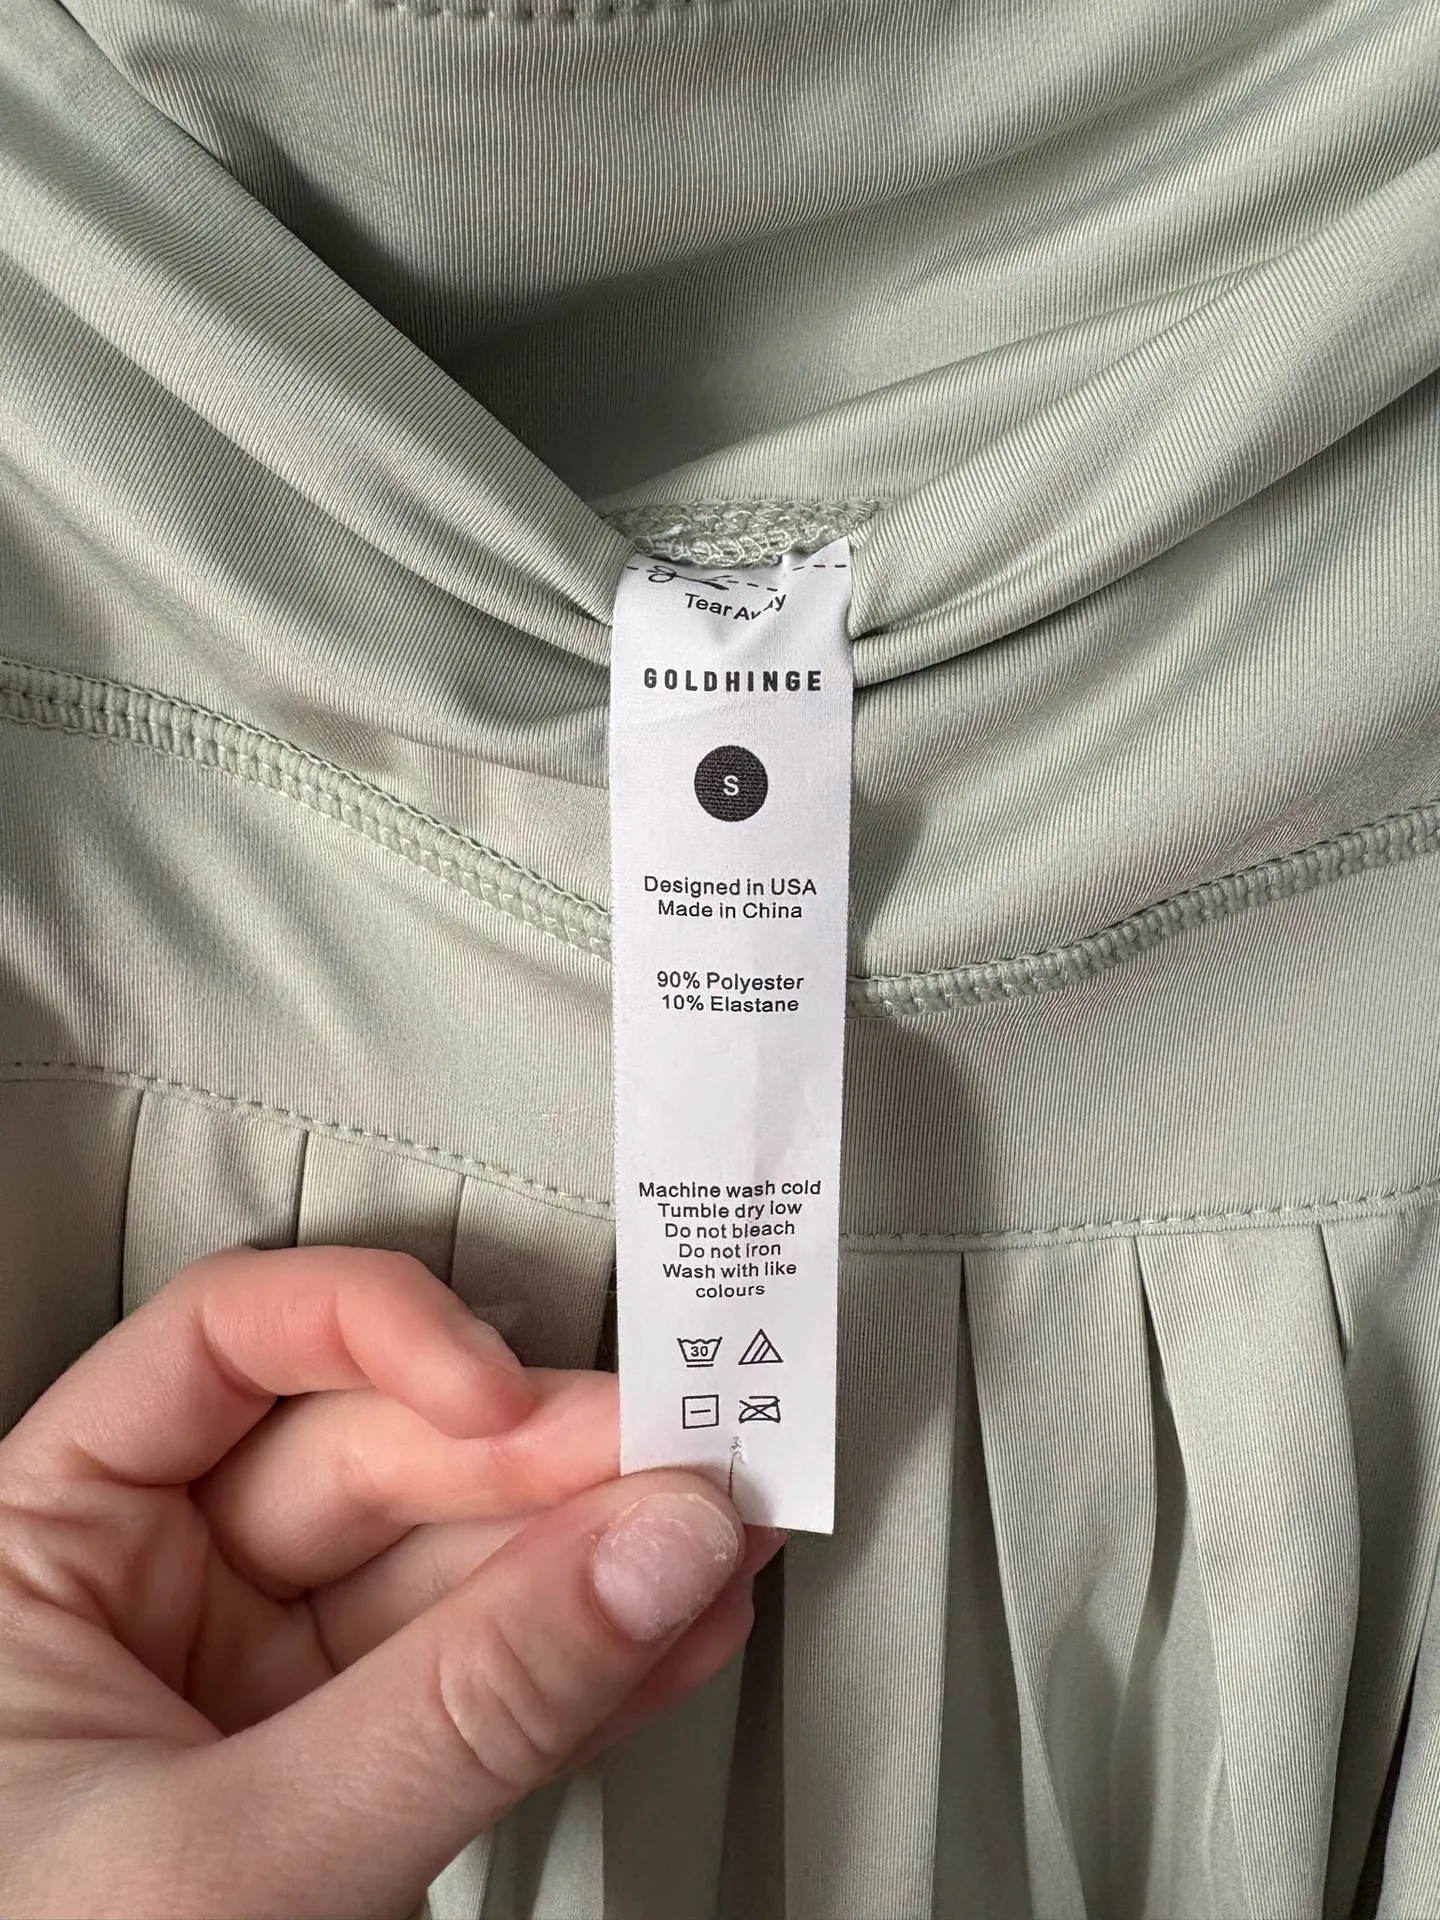 Tear Away
GOLDHINGE
S
Designed in USA
Made in China
90% Polyester
10% Elastane
Machine wash cold
Tumble dry low
Do not bleach
Do not Iron
Wash with like
colours
30